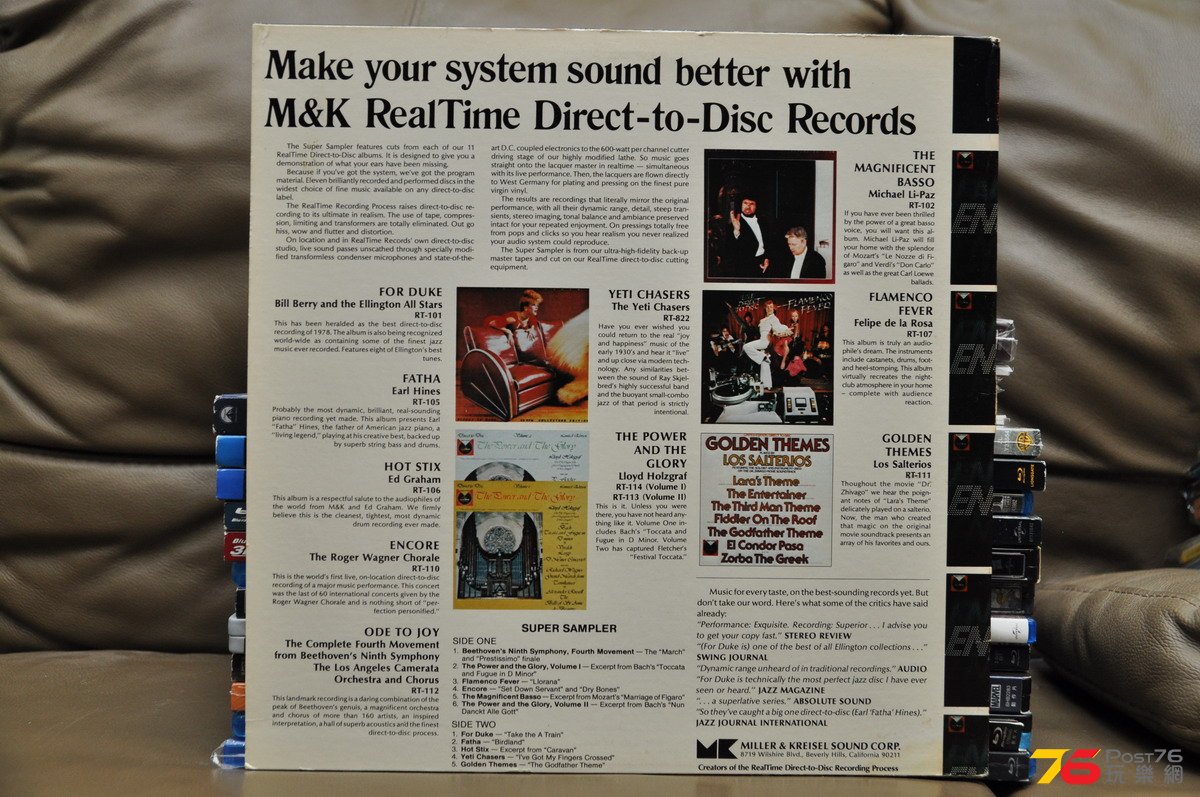 Make your system sound better with
M&K RealTime Direct-to-Disc Records
The Super Sampler features cuts from each of our 11
RealTime Direct-to-Disc albums. It is designed to give you a
demonstration of what your ears have been missing.
Because if you've got the system, we've got the program
material. Eleven brilliantly recorded and performed discs in the
widest choice of fine music available on any direct-to-disc
label.
The RealTime Recording Process raises direct-to-disc re-
cording to its ultimate in realism. The use of tape, compres-
sion, limiting and transformers are totally eliminated. Out go
hiss, wow and flutter and distortion.
On location and in RealTime Records' own direct-to-disc
studio, live sound passes unscathed through specially modi-
fied transformless condenser microphones and state-of-the-
art D.C. coupled electronics to the 600-watt per channel cutter
driving stage of our highly modified lathe. So music goes
straight onto the lacquer master in realtime — simultaneous
with its live performance. Then, the lacquers are flown directly
to West Germany for plating and pressing on the finest pure
virgin vinyl.
The results are recordings that literally mirror the original
performance, with all their dynamic range, detail, steep tran-
sients, stereo imaging, tonal balance and ambiance preserved
intact for your repeated enjoyment. On pressings totally free
from pops and clicks so you hear realism you never realized
your audio system could reproduce.
The Super Sampler is from our ultra-high-fidelity back-up
master tapes and cut on our RealTime direct-to-disc cutting
equipment.
THE
MAGNIFICENT
BASSO
Michael Li-Paz
RT-102
If you have ever been thrilled
by the power of a great basso
voice, you will want this al-
bum. Michael Li-Paz will fill
your home with the splendor
of Mozart's "Le Nozze di Fi-
garo" and Verdi's "Don Carlo"
as well as the great Carl Loewe
ballads.
FOR DUKE
Bill Berry and the Ellington All Stars
RT-101
This has been heralded as the best direct-to-disc
recording of 1978. The album is also being recognized
world-wide as containing some of the finest jazz
music ever recorded. Features eight of Ellington's best
tunes.
FATHA
Earl Hines
RT-105
Probably the most dynamic, brilliant, real-sounding
piano recording yet made. This album presents Earl
"Fatha" Hines, the father of American jazz piano, a
"living legend," playing at his creative best, backed up
by superb string bass and drums.
HOT STIX
Ed Graham
RT-106
This album is a respectful salute to the audiophiles of
the world from M&K and Ed Graham. We firmly
believe this is the cleanest, tightest, most dynamic
drum recording ever made.
ENCORE
The Roger Wagner Chorale
RT-110
This is the world's first live, on-location direct-to-disc
recording of a major music performance. This concert
was the last of 60 international concerts given by the
Roger Wagner Chorale and is nothing short of "per-
fection personified."
ODE TO JOY
The Complete Fourth Movement
from Beethoven's Ninth Symphony
The Los Angeles Camerata
Orchestra and Chorus
RT-112
This landmark recording is a daring combination of the
peak of Beethoven's genuis, a magnificent orchestra
and chorus of more than 160 artists, an inspired
interpretation, a hall of superb acoustics and the finest
direct-to-disc process.
YETI CHASERS
The Yeti Chasers
RT-822
Have you ever wished you
could return to the real "joy
and happiness" music of the
early 1930's and hear it "live"
and up close via modern tech-
nology. Any similarities be-
tween the sound of Ray Skjel-
bred's highly successful band
and the buoyant small-combo
jazz of that period is strictly
intentional.
FLAMENCO FEVER
FLAMENCO
FEVER
Felipe de la Rosa
RT-107
This album is truly an audio-
phile's dream. The instruments
include castanets, drums, foot-
and heel-stomping. This album
virtually recreates the night-
club atmosphere in your home
– complete with audience
reaction.
The Power and The Glory
The Power and The Glory
THE POWER
AND THE
GLORY
Lloyd Holzgraf
RT-114 (Volume I)
RT-113 (Volume II)
This is it. Unless you were
there, you have not heard any-
thing like it. Volume One in-
cludes Bach's "Toccata and
Fugue in D Minor. Volume
Two has captured Fletcher's
"Festival Toccata."
GOLDEN THEMES
LOS SALTERIOS
Lara's Theme
The Entertainer
The Third Man Theme
Fiddler On The Roof
The Godfather Theme
El Condor Pasa
Zorba The Greek
GOLDEN
THEMES
Los Salterios
RT-111
Throughout the movie "Dr.
Zhivago" we hear the poign-
ant notes of "Lara's Theme"
delicately played on a salterio.
Now, the man who created
that magic on the original
movie soundtrack presents an
array of his favorites and ours.
SUPER SAMPLER
SIDE ONE
1. Beethoven's Ninth Symphony, Fourth Movement — The "March"
and "Prestissimo" finale
2. The Power and the Glory, Volume I — Excerpt from Bach's "Toccata
and Fugue in D Minor"
3. Flamenco Fever — "Llorana"
4. Encore — "Set Down Servant" and "Dry Bones"
5. The Magnificent Basso — Excerpt from Mozart's "Marriage of Figaro"
6. The Power and the Glory, Volume II — Excerpt from Bach's "Nun
Danckt Alle Gott"
SIDE TWO
1. For Duke — "Take the A Train"
2. Fatha — "Birdland"
3. Hot Stix — Excerpt from "Caravan"
4. Yeti Chasers — "I've Got My Fingers Crossed"
5. Golden Themes — "The Godfather Theme"
Music for every taste, on the best-sounding records yet. But
don't take our word. Here's what some of the critics have said
already:
"Performance: Exquisite. Recording: Superior . . . I advise you
to get your copy fast." STEREO REVIEW
"(For Duke is) one of the best of all Ellington collections . . ."
SWING JOURNAL
"Dynamic range unheard of in traditional recordings." AUDIO
"For Duke is technically the most perfect jazz disc I have ever
seen or heard." JAZZ MAGAZINE
". . . a superlative series." ABSOLUTE SOUND
"So they've caught a big one direct-to-disc (Earl 'Fatha' Hines)."
JAZZ JOURNAL INTERNATIONAL
MK MILLER & KREISEL SOUND CORP.
8719 Wilshire Blvd., Beverly Hills, California 90211
Creators of the RealTime Direct-to-Disc Recording Process
76 Post76
玩樂網